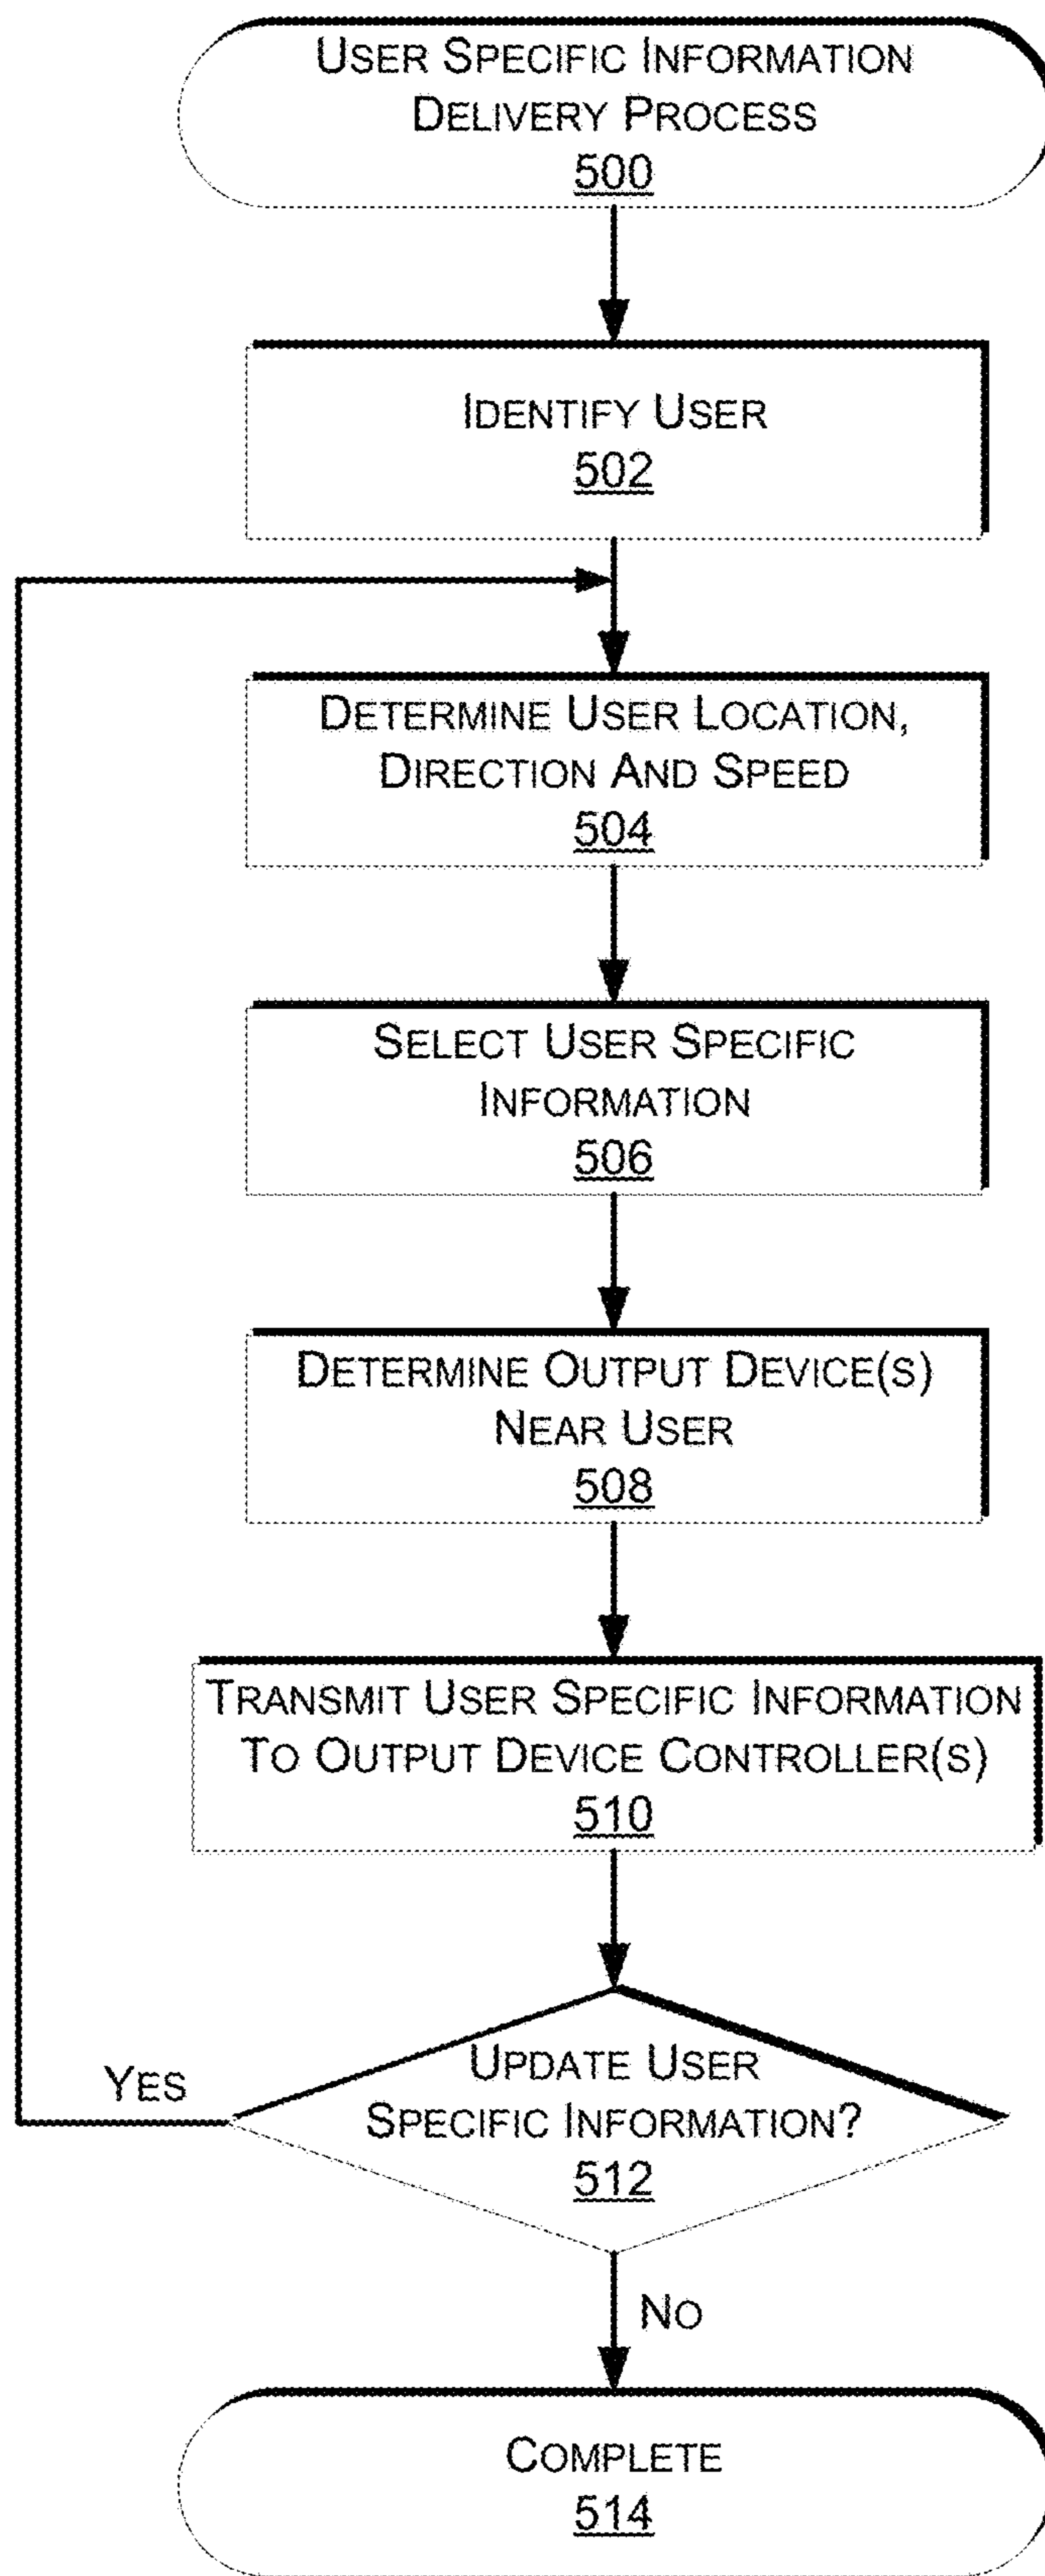 USER SPECIFIC INFORMATION
DELIVERY PROCESS
500
IDENTIFY USER
502
DETERMINE USER LOCATION,
DIRECTION AND SPEED
504
SELECT USER SPECIFIC
INFORMATION
506
DETERMINE OUTPUT DEVICE(S)
NEAR USER
508
TRANSMIT USER SPECIFIC INFORMATION
TO OUTPUT DEVICE CONTROLLER(S)
510
UPDATE USER
SPECIFIC INFORMATION?
512
YES
NO
COMPLETE
514